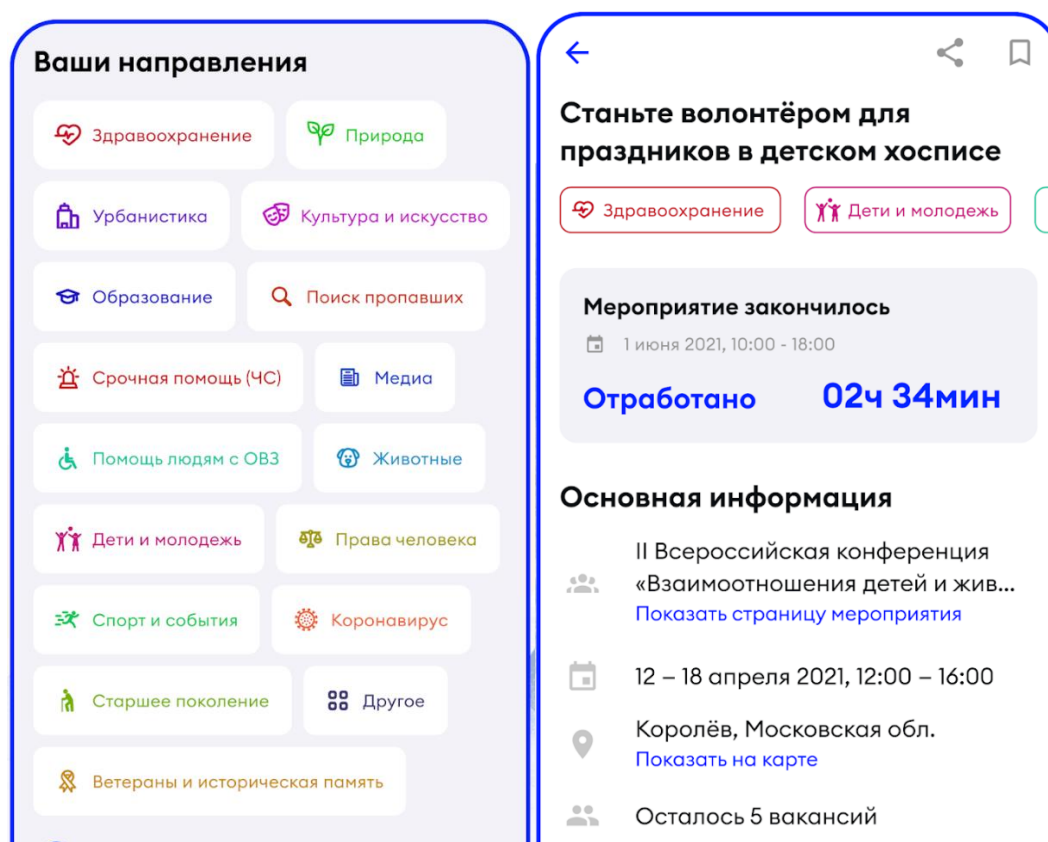 Ваши направления
Здравоохранение
Природа
Урбанистика
Культура и искусство
Образование
Поиск пропавших
Срочная помощь (ЧС)
Медиа
Помощь людям с ОВЗ
Животные
Дети и молодежь
Права человека
Спорт и события
Коронавирус
Старшее поколение
Другое
Ветераны и историческая память
Станьте волонтёром для
праздников в детском хосписе
Здравоохранение
Дети и молодежь
Мероприятие закончилось
1 июня 2021, 10:00 - 18:00
Отработано
02ч 34мин
Основная информация
II Всероссийская конференция
«Взаимоотношения детей и жив...
Показать страницу мероприятия
12 – 18 апреля 2021, 12:00 – 16:00
Королёв, Московская обл.
Показать на карте
Осталось 5 вакансий